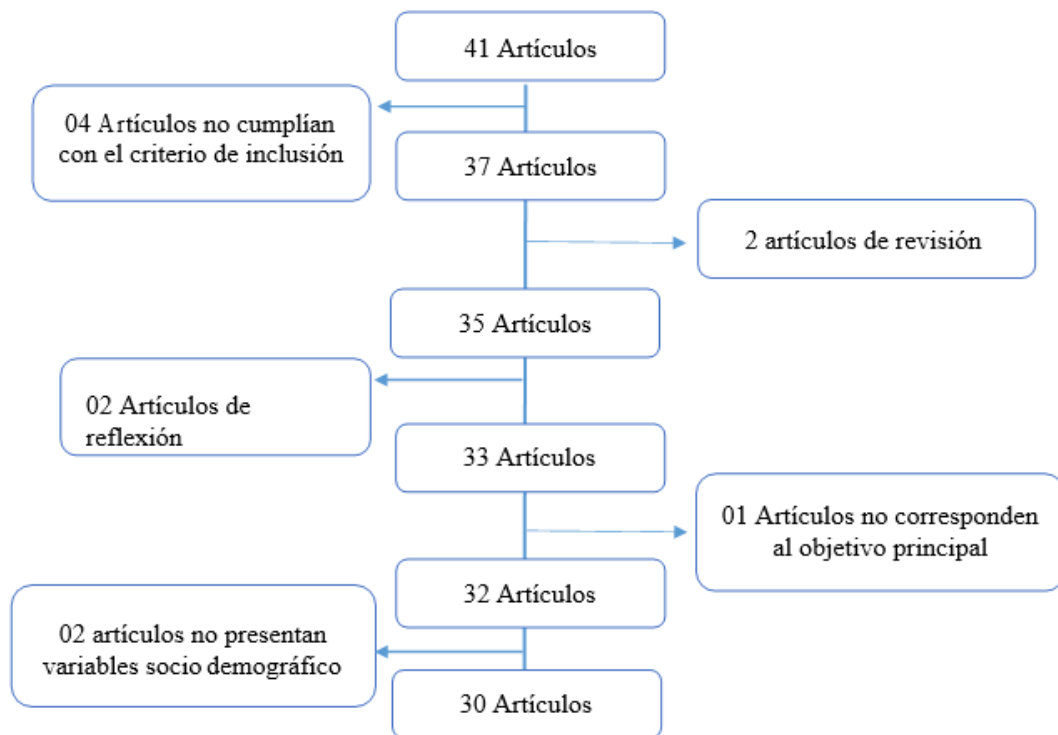 41 Artículos
04 Artículos no cumplían
con el criterio de inclusión
37 Artículos
2 artículos de revisión
35 Artículos
02 Artículos de
reflexión
33 Artículos
01 Artículos no corresponden
al objetivo principal
32 Artículos
02 artículos no presentan
variables socio demográfico
30 Artículos